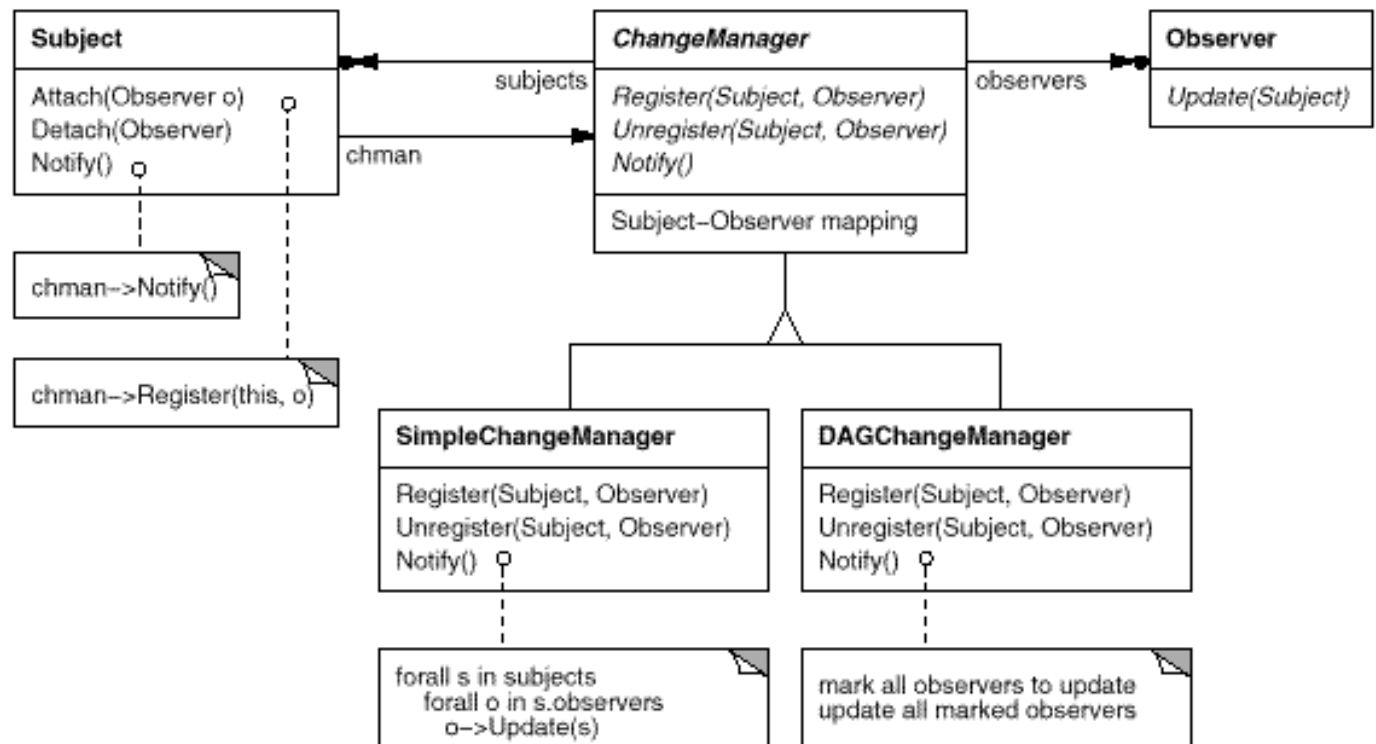 Subject
Attach(Observer o)
Detach(Observer)
Notify()
chman->Notify()
chman->Register(this, o)
subjects
chman
ChangeManager
Register(Subject, Observer)
Unregister(Subject, Observer)
Notify()
Subject-Observer mapping
observers
Observer
Update(Subject)
SimpleChangeManager
Register(Subject, Observer)
Unregister(Subject, Observer)
Notify()
forall s in subjects
forall o in s.observers
o->Update(s)
DAGChangeManager
Register(Subject, Observer)
Unregister(Subject, Observer)
Notify()
mark all observers to update
update all marked observers